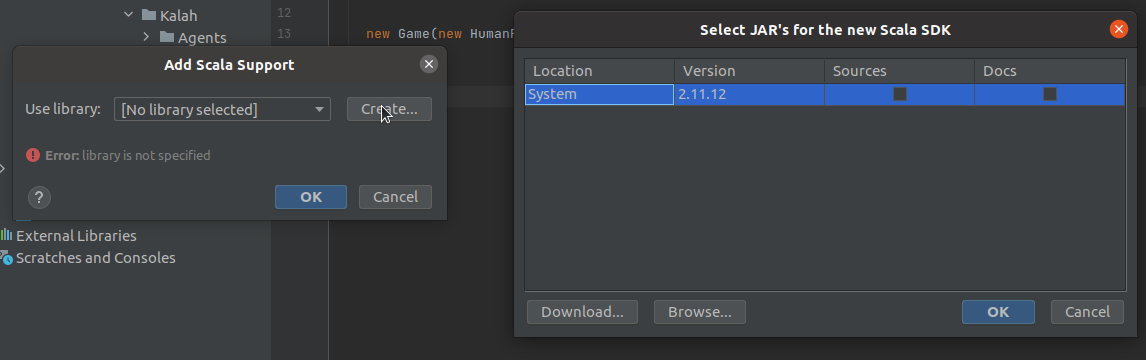 Kalah
Agents
12
13
new Game(new HumanP
Add Scala Support
Use library:
[No library selected]
Create...
Error: library is not specified
?
OK
Cancel
External Libraries
Scratches and Consoles
Select JAR's for the new Scala SDK
Location Version Sources Docs
System 2.11.12
Download... Browse... OK Cancel